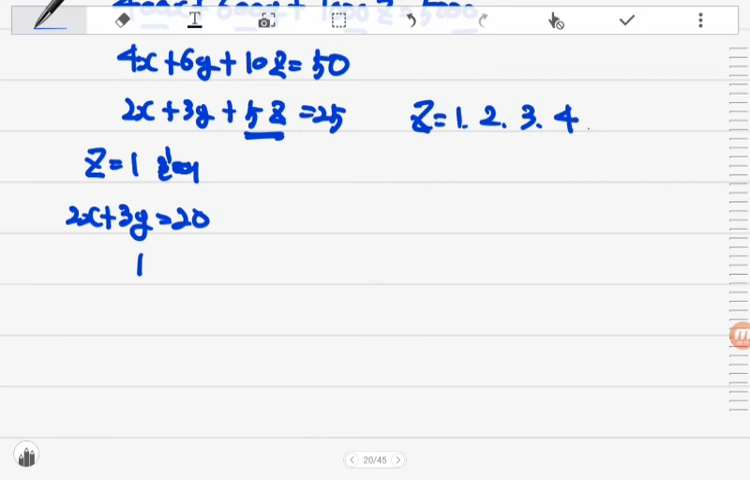 4x+6y+10z=50
2x+3y+5z=25 z=1. 2. 3. 4.
z=1 일때
2x+3y=20
1
20/45